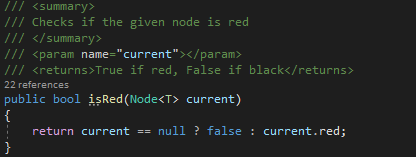 /// <summary>
/// Checks if the given node is red
/// </summary>
/// <param name="current"></param>
/// <returns>True if red, False if black</returns>
22 references
public bool isRed(Node<T> current)
{
    return current == null ? false : current.red;
}